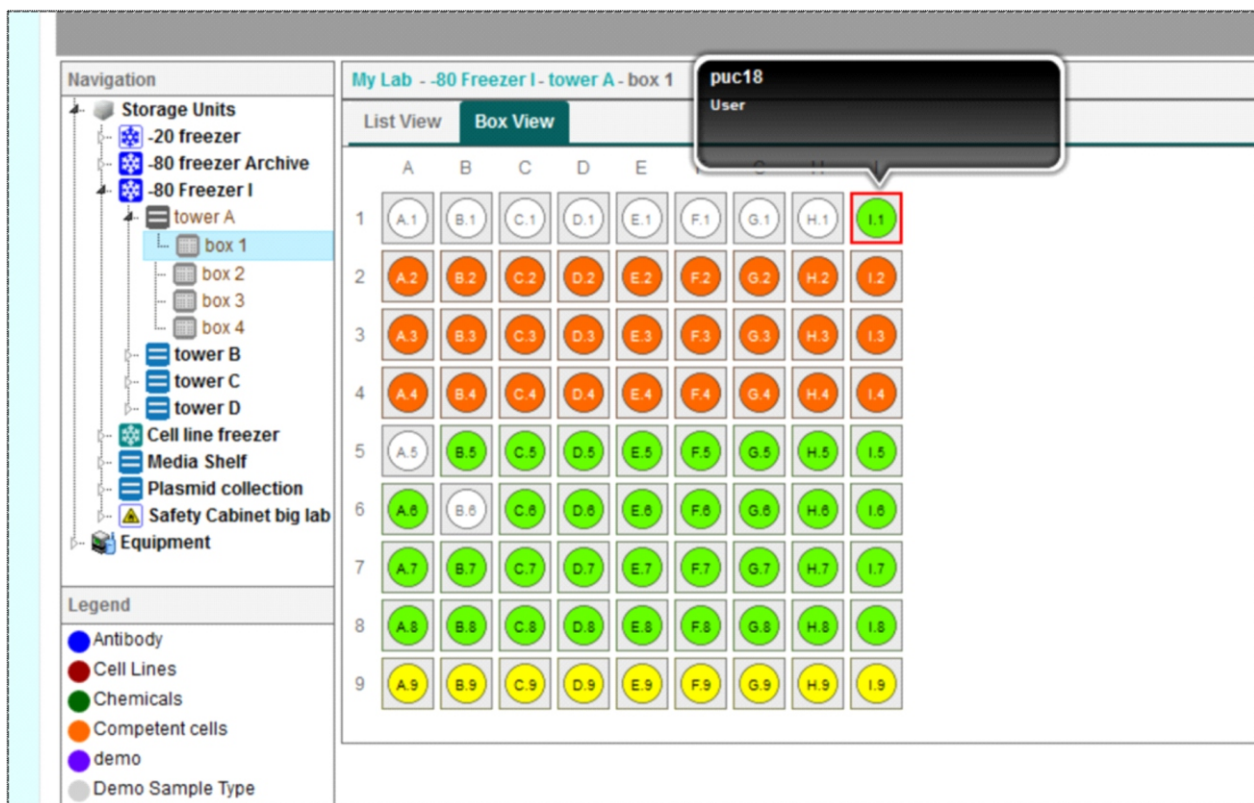 Navigation
Storage Units
-20 freezer
-80 freezer Archive
-80 Freezer I
tower A
box 1
box 2
box 3
box 4
tower B
tower C
tower D
Cell line freezer
Media Shelf
Plasmid collection
Safety Cabinet big lab
Equipment
Legend
Antibody
Cell Lines
Chemicals
Competent cells
demo
Demo Sample Type
My Lab - -80 Freezer I - tower A - box 1
List View Box View
puc18
User
A B C D E
1 A.1 B.1 C.1 D.1 E.1 F.1 G.1 H.1 I.1
2 A.2 B.2 C.2 D.2 E.2 F.2 G.2 H.2 I.2
3 A.3 B.3 C.3 D.3 E.3 F.3 G.3 H.3 I.3
4 A.4 B.4 C.4 D.4 E.4 F.4 G.4 H.4 I.4
5 A.5 B.5 C.5 D.5 E.5 F.5 G.5 H.5 I.5
6 A.6 B.6 C.6 D.6 E.6 F.6 G.6 H.6 I.6
7 A.7 B.7 C.7 D.7 E.7 F.7 G.7 H.7 I.7
8 A.8 B.8 C.8 D.8 E.8 F.8 G.8 H.8 I.8
9 A.9 B.9 C.9 D.9 E.9 F.9 G.9 H.9 I.9